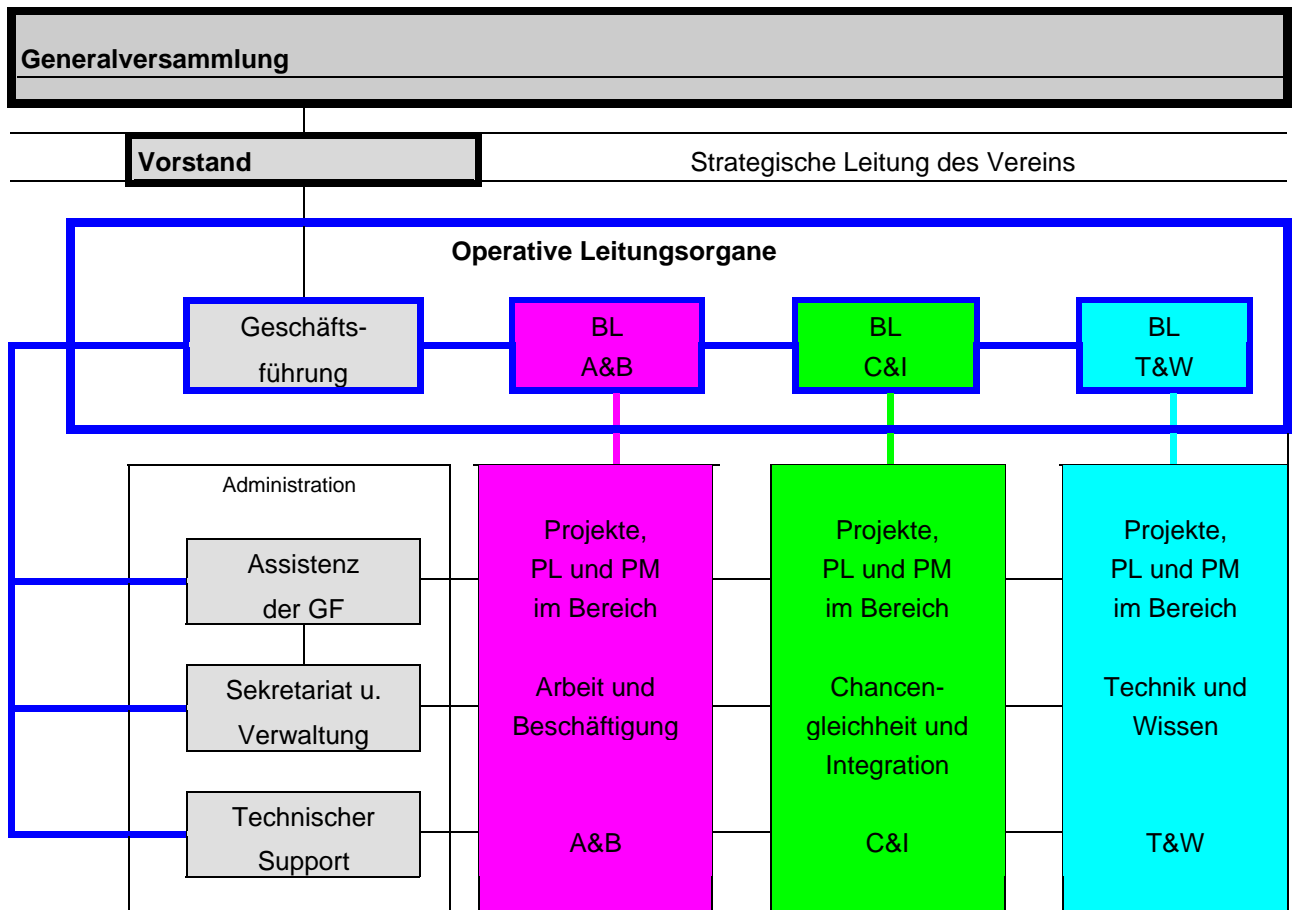 Generalversammlung
Vorstand
Strategische Leitung des Vereins
Operative Leitungsorgane
Geschäfts-
führung
BL
A&B
BL
C&I
BL
T&W
Administration
Assistenz
der GF
Sekretariat u.
Verwaltung
Technischer
Support
Projekte,
PL und PM
im Bereich
Arbeit und
Beschäftigung
A&B
Projekte,
PL und PM
im Bereich
Chancen-
gleichheit und
Integration
C&I
Projekte,
PL und PM
im Bereich
Technik und
Wissen
T&W